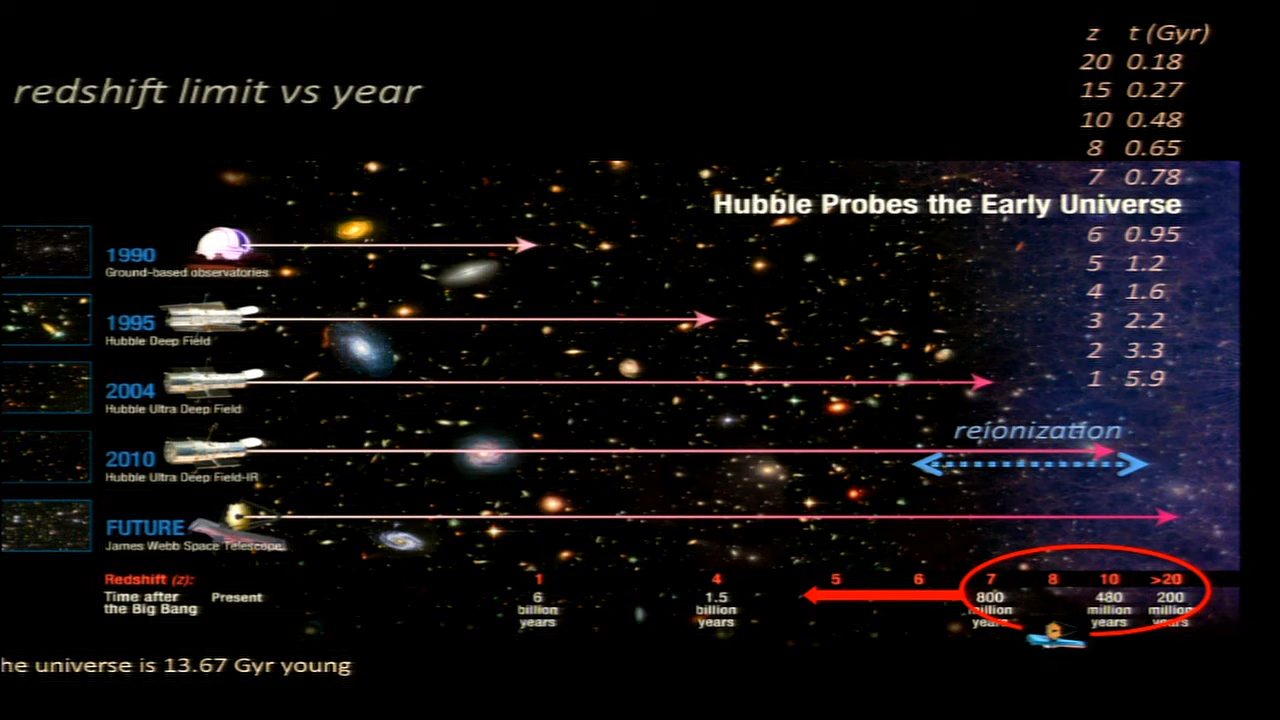 z t (Gyr)
20 0.18
15 0.27
10 0.48
8 0.65
7 0.78
6 0.95
5 1.2
4 1.6
3 2.2
2 3.3
1 5.9
redshift limit vs year
Hubble Probes the Early Universe
1990
Ground-based observatories
1995
Hubble Deep Field
2004
Hubble Ultra Deep Field
reionization
2010
Hubble Ultra Deep Field-IR
FUTURE
James Webb Space Telescope
Redshift (z): 1 4 5 6 7 8 10 >20
Time after the Big Bang
Present
6 billion years
1.5 billion years
800 million years
480 million years
200 million years
he universe is 13.67 Gyr young